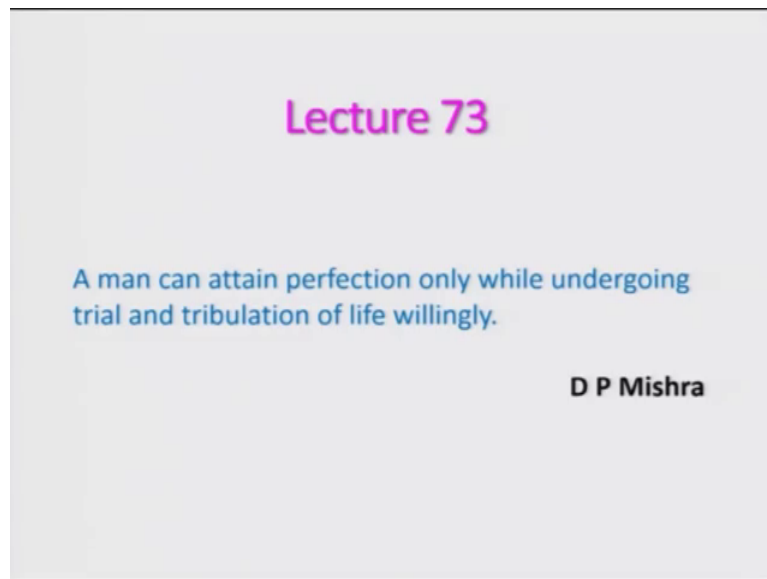 Lecture 73
A man can attain perfection only while undergoing
trial and tribulation of life willingly.
D P Mishra